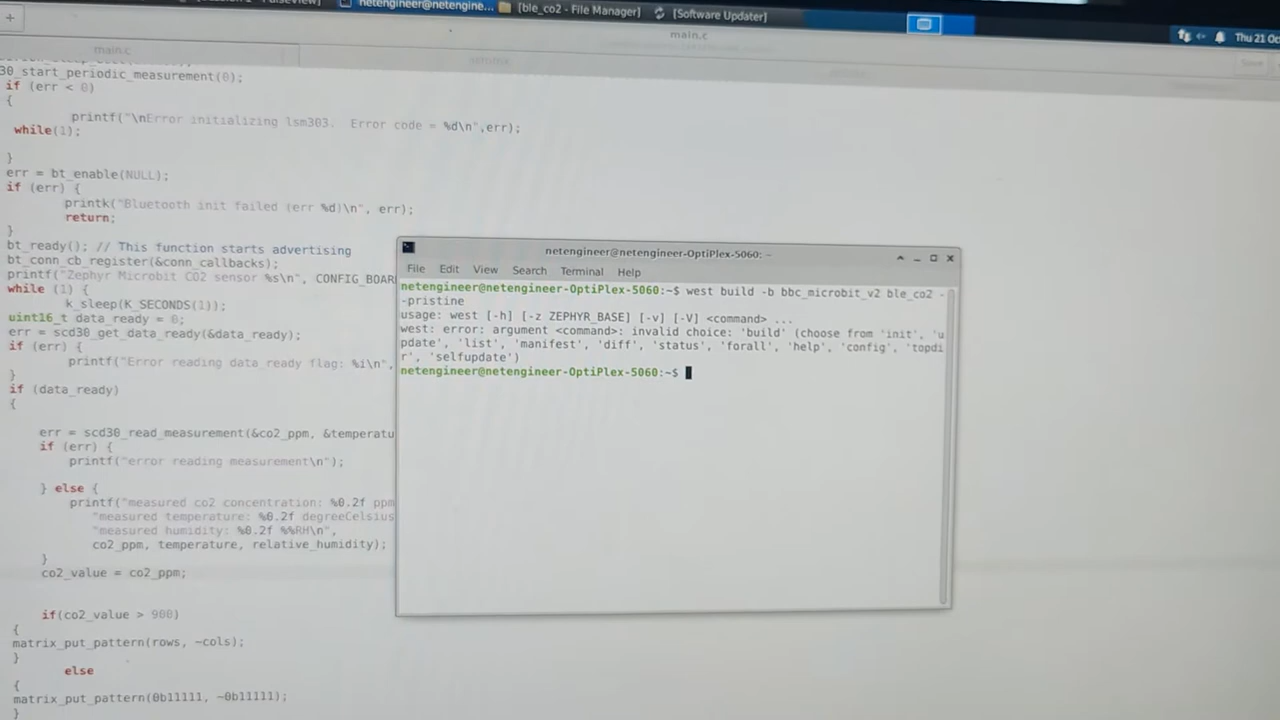 netengineer@netengine... [ble_co2 - File Manager] [Software Updater]
main.c
Thu 21 Oc
main.c
Save
30_start_periodic_measurement(0);
if (err < 0)
{
printf("\nError initializing lsm303.  Error code = %d\n",err);
while(1);
}
err = bt_enable(NULL);
if (err) {
printk("Bluetooth init failed (err %d)\n", err);
return;
}
bt_ready(); // This function starts advertising
bt_conn_cb_register(&conn_callbacks);
printf("Zephyr Microbit CO2 sensor %s\n", CONFIG_BOAR
while (1) {
k_sleep(K_SECONDS(1));
uint16_t data_ready = 0;
err = scd30_get_data_ready(&data_ready);
if (err) {
printf("Error reading data_ready flag: %i\n",
}
if (data_ready)
{
err = scd30_read_measurement(&co2_ppm, &temperatu
if (err) {
printf("error reading measurement\n");
} else {
printf("measured co2 concentration: %0.2f ppm
"measured temperature: %0.2f degreeCelsius
"measured humidity: %0.2f %%RH\n",
co2_ppm, temperature, relative_humidity);
}
co2_value = co2_ppm;
if(co2_value > 900)
{
matrix_put_pattern(rows, ~cols);
}
else
{
matrix_put_pattern(0b11111, ~0b11111);
}
netengineer@netengineer-OptiPlex-5060: ~
File Edit View Search Terminal Help
netengineer@netengineer-OptiPlex-5060:~$ west build -b bbc_microbit_v2 ble_co2 -
-pristine
usage: west [-h] [-z ZEPHYR_BASE] [-v] [-V] <command> ...
west: error: argument <command>: invalid choice: 'build' (choose from 'init', 'u
pdate', 'list', 'manifest', 'diff', 'status', 'forall', 'help', 'config', 'topdi
r', 'selfupdate')
netengineer@netengineer-OptiPlex-5060:~$